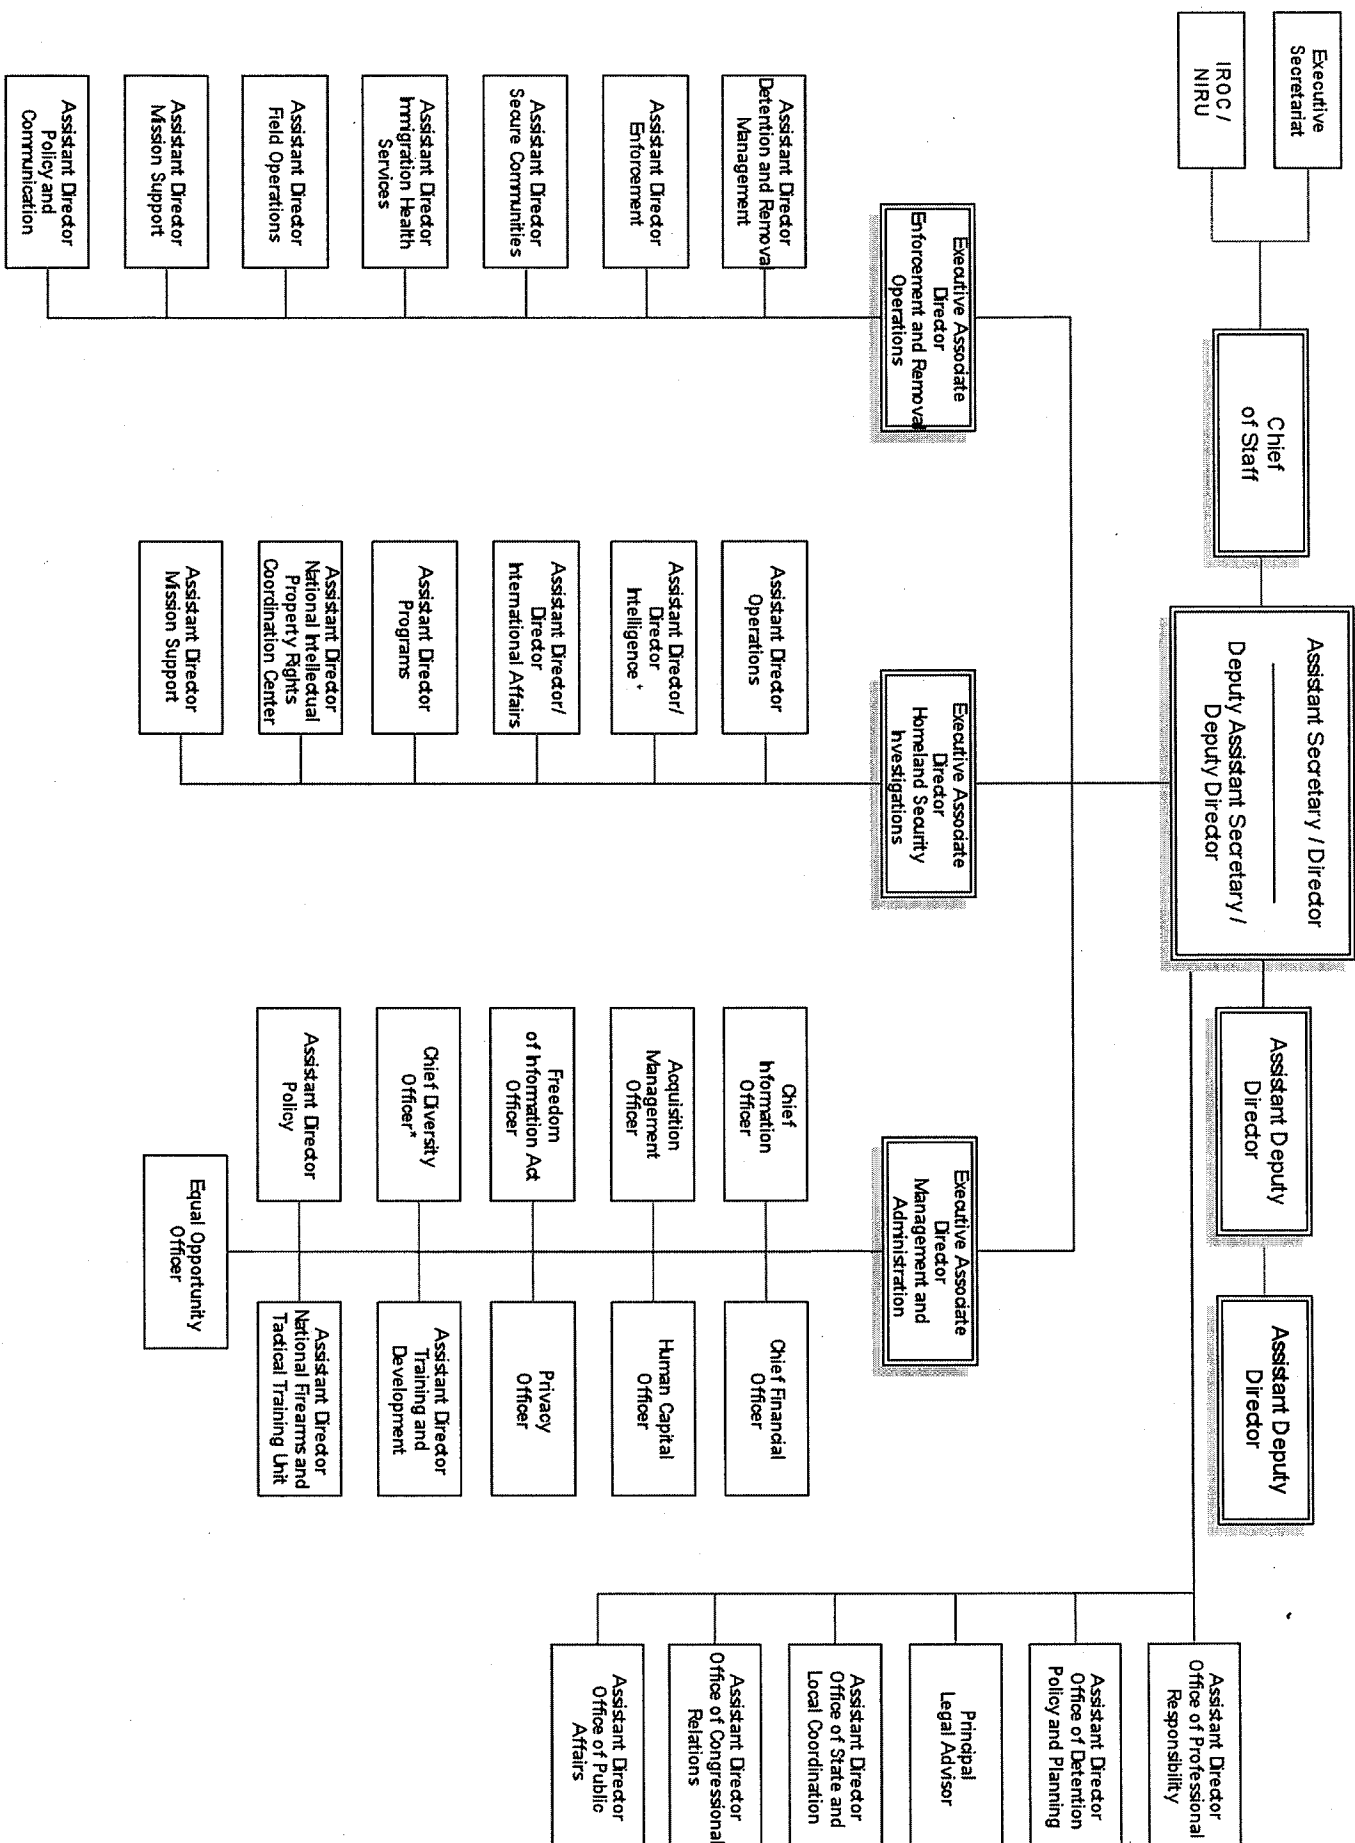 Executive
Secretariat
IROC /
NIRU
Chief
of Staff
Assistant Secretary / Director
Deputy Assistant Secretary /
Deputy Director
Assistant Deputy
Director
Assistant Deputy
Director
Executive Associate
Director
Enforcement and Removal
Operations
Assistant Director
Detention and Removal
Management
Assistant Director
Enforcement
Assistant Director
Secure Communities
Assistant Director
Immigration Health
Services
Assistant Director
Field Operations
Assistant Director
Mission Support
Assistant Director
Policy and
Communication
Executive Associate
Director
Homeland Security
Investigations
Assistant Director
Operations
Assistant Director/
Director
Intelligence +
Assistant Director/
Director
International Affairs
Assistant Director
Programs
Assistant Director
National Intellectual
Property Rights
Coordination Center
Assistant Director
Mission Support
Executive Associate
Director
Management and
Administration
Chief
Information
Officer
Chief Financial
Officer
Acquisition
Management
Officer
Human Capital
Officer
Freedom
of Information Act
Officer
Privacy
Officer
Chief Diversity
Officer*
Assistant Director
Training and
Development
Assistant Director
Policy
Assistant Director
National Firearms and
Tactical Training Unit
Equal Opportunity
Officer
Assistant Director
Office of Professional
Responsibility
Assistant Director
Office of Detention
Policy and Planning
Principal
Legal Advisor
Assistant Director
Office of State and
Local Coordination
Assistant Director
Office of Congressional
Relations
Assistant Director
Office of Public
Affairs